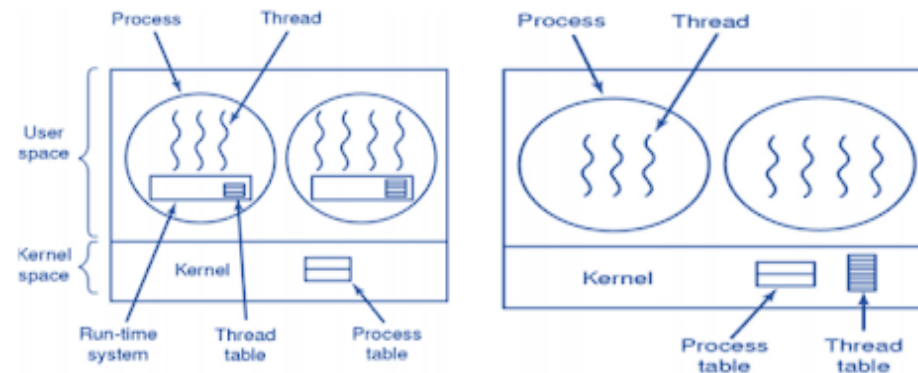 Process
Thread
User
space
Kernel
space
Kernel
Run-time
system
Thread
table
Process
table
Process
Thread
Kernel
Process
table
Thread
table